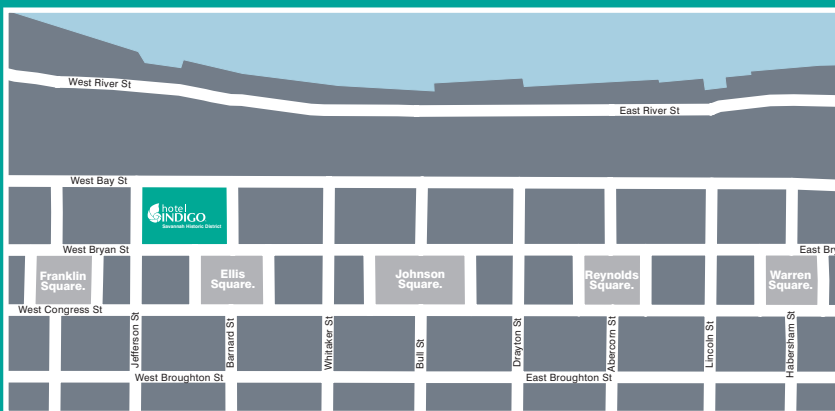 West River St
East River St
West Bay St
hotel
INDIGO
Savannah Historic District
West Bryan St
East Br
Franklin
Square.
Ellis
Square.
Johnson
Square.
Reynolds
Square.
Warren
Square.
West Congress St
Jefferson St
Barnard St
Whitaker St
Bull St
Drayton St
Abercorn St
Lincoln St
Habersham St
West Broughton St
East Broughton St